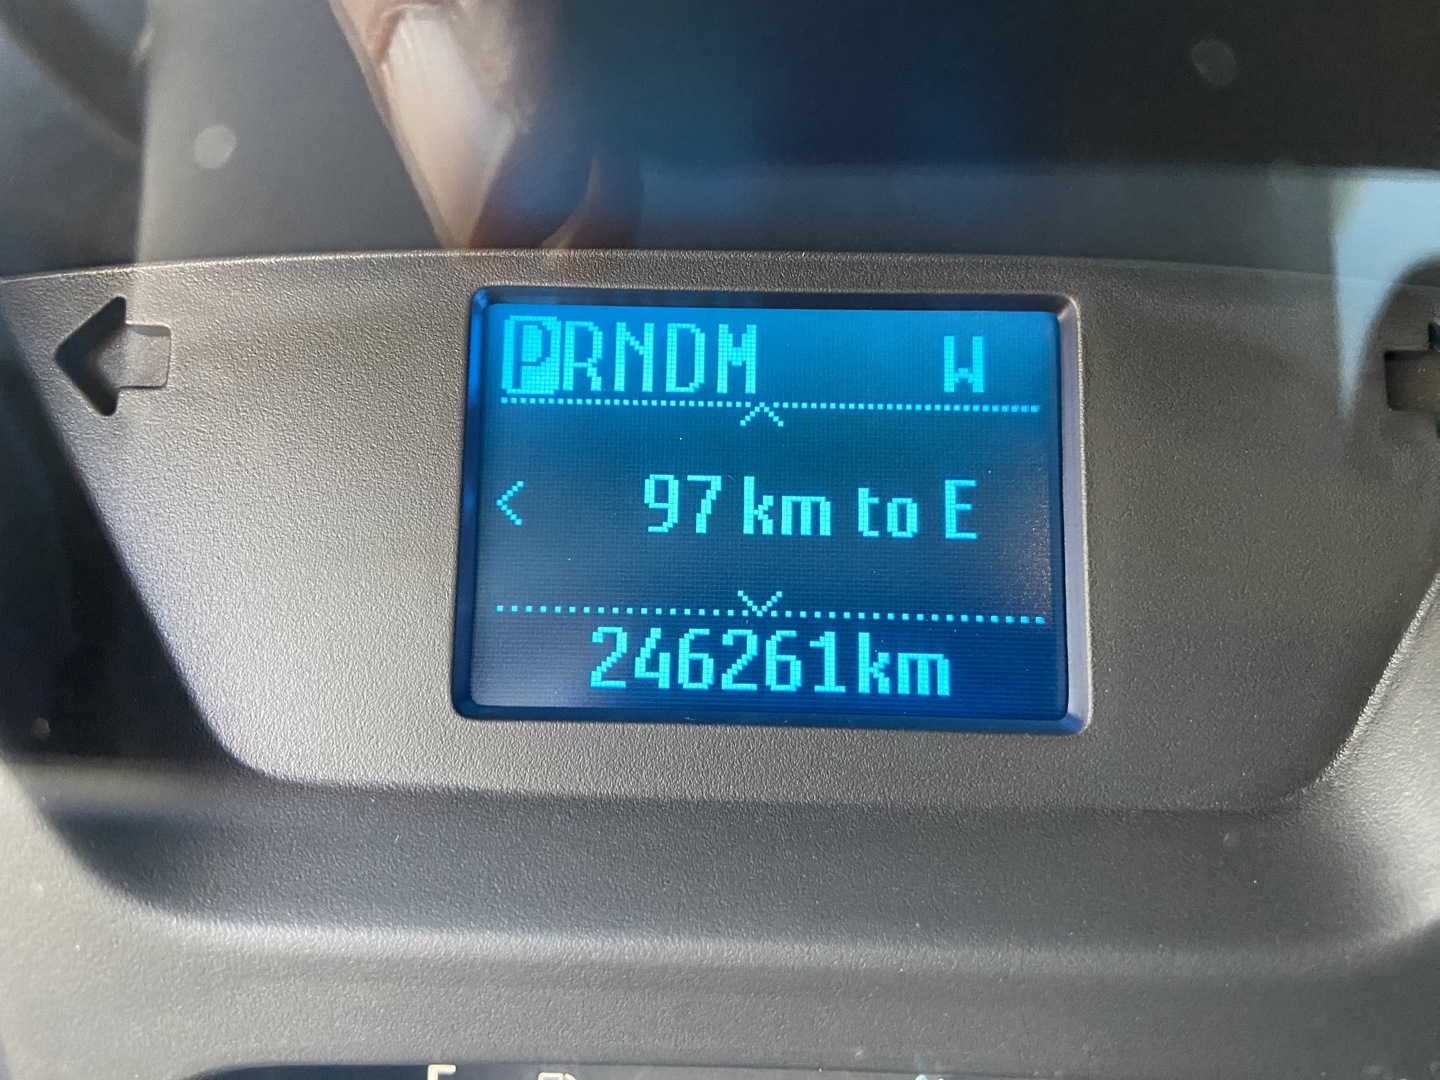 PRNDM W
97 km to E
246261km